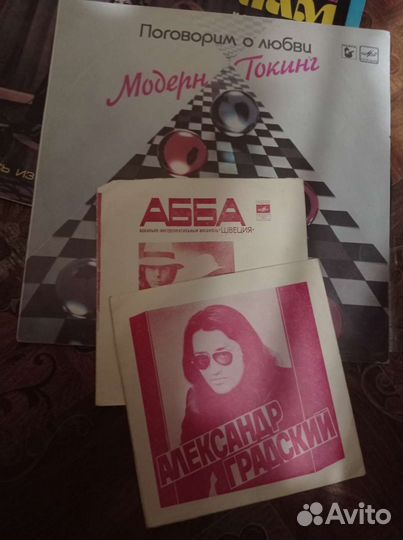 Поговорим о любви
Модерн Токинг
АББА
ВОКАЛЬНО-ИНСТРУМЕНТАЛЬНЫЙ АНСАМБЛЬ «ШВЕЦИЯ»
АЛЕКСАНДР
ГРАДСКИЙ
Avito